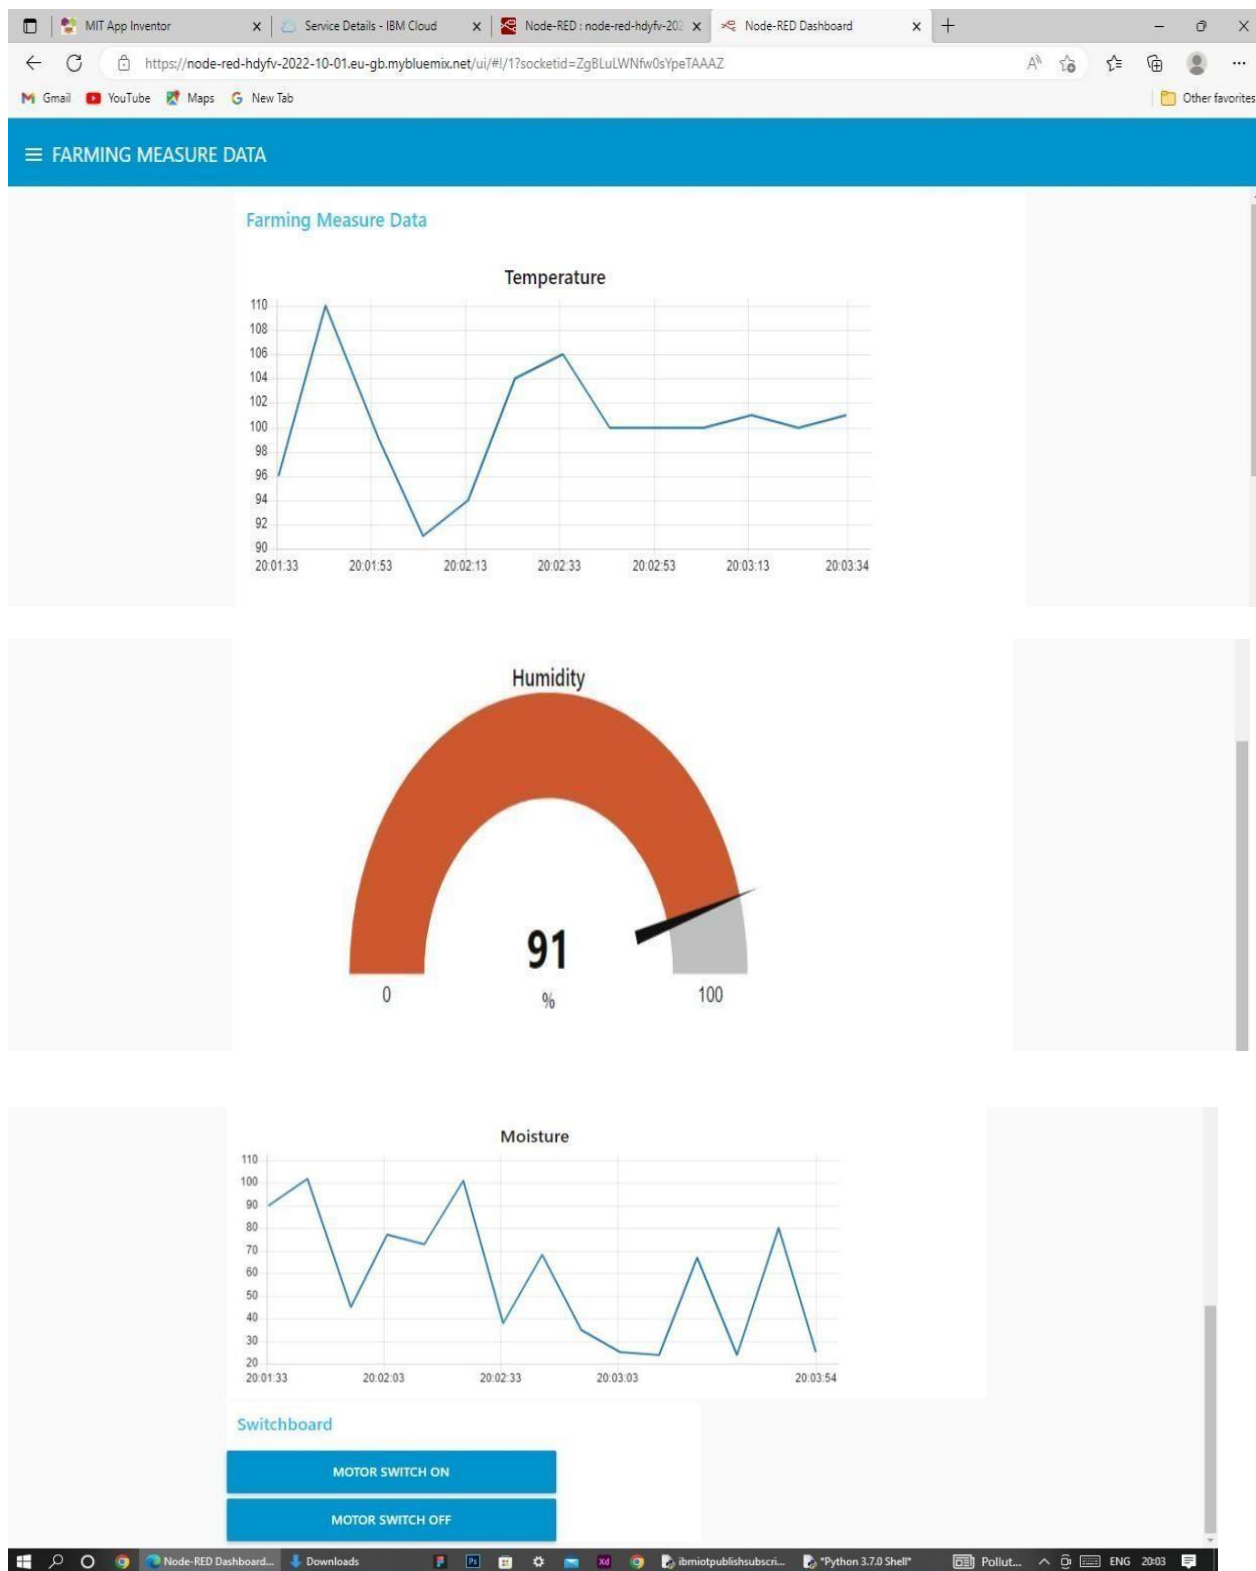 MIT App Inventor
Service Details - IBM Cloud
Node-RED : node-red-hdyfv-202
Node-RED Dashboard
https://node-red-hdyfv-2022-10-01.eu-gb.mybluemix.net/ui/#!/1?socketid=ZgBLuLWNfw0sYpeTAAAZ
Gmail YouTube Maps New Tab
Other favorites
FARMING MEASURE DATA
Farming Measure Data
Temperature
110
108
106
104
102
100
98
96
94
92
90
20:01:33 20:01:53 20:02:13 20:02:33 20:02:53 20:03:13 20:03:34
Humidity
91
%
0
100
Moisture
110
100
90
80
70
60
50
40
30
20
20:01:33 20:02:03 20:02:33 20:03:03 20:03:54
Switchboard
MOTOR SWITCH ON
MOTOR SWITCH OFF
Node-RED Dashboard... Downloads ibmiotpublishsubscri... *Python 3.7.0 Shell* Pollut... ENG 20:03